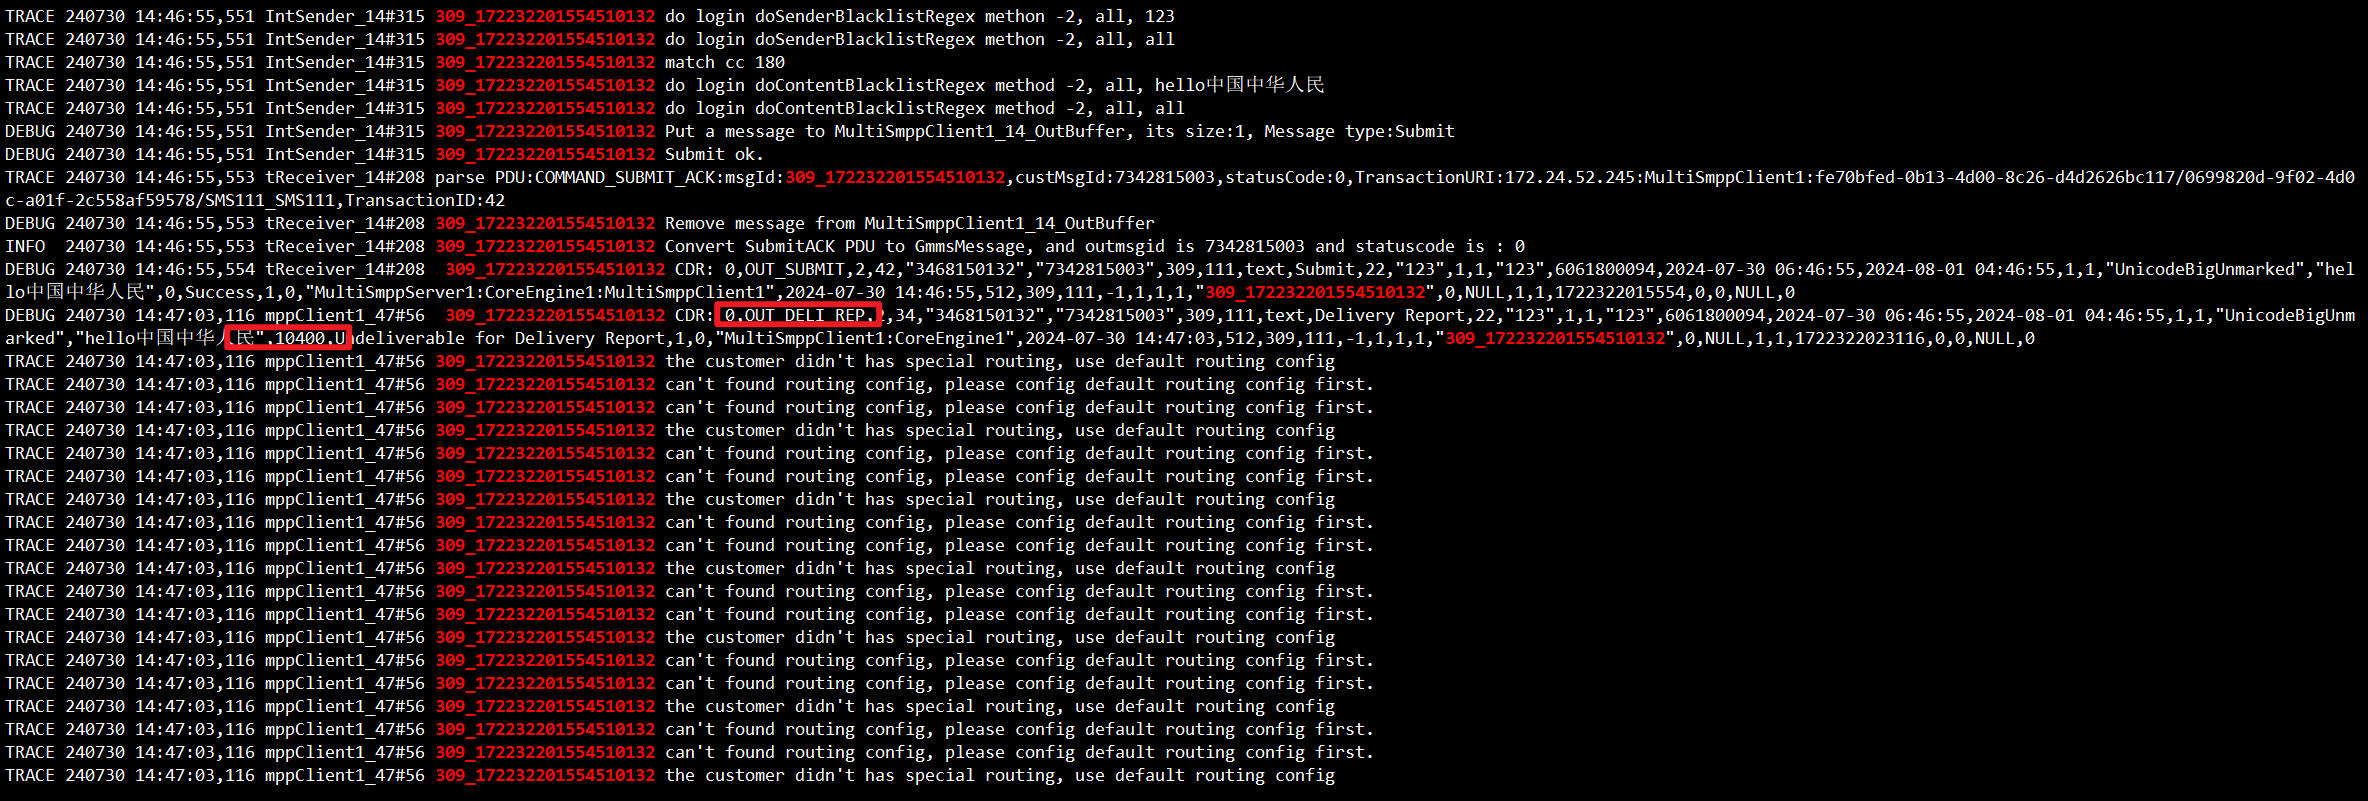 TRACE 240730 14:46:55,551 IntSender_14#315 309_172232201554510132 do login doSenderBlacklistRegex methon -2, all, 123
TRACE 240730 14:46:55,551 IntSender_14#315 309_172232201554510132 do login doSenderBlacklistRegex methon -2, all, all
TRACE 240730 14:46:55,551 IntSender_14#315 309_172232201554510132 match cc 180
TRACE 240730 14:46:55,551 IntSender_14#315 309_172232201554510132 do login doContentBlacklistRegex method -2, all, hello中国中华人民
TRACE 240730 14:46:55,551 IntSender_14#315 309_172232201554510132 do login doContentBlacklistRegex method -2, all, all
DEBUG 240730 14:46:55,551 IntSender_14#315 309_172232201554510132 Put a message to MultiSmppClient1_14_OutBuffer, its size:1, Message type:Submit
DEBUG 240730 14:46:55,551 IntSender_14#315 309_172232201554510132 Submit ok.
TRACE 240730 14:46:55,553 tReceiver_14#208 parse PDU:COMMAND_SUBMIT_ACK:msgId:309_172232201554510132,custMsgId:7342815003,statusCode:0,TransactionURI:172.24.52.245:MultiSmppClient1:fe70bfed-0b13-4d00-8c26-d4d2626bc117/0699820d-9f02-4d0
c-a01f-2c558af59578/SMS111_SMS111,TransactionID:42
DEBUG 240730 14:46:55,553 tReceiver_14#208 309_172232201554510132 Remove message from MultiSmppClient1_14_OutBuffer
INFO  240730 14:46:55,553 tReceiver_14#208 309_172232201554510132 Convert SubmitACK PDU to GmmsMessage, and outmsgid is 7342815003 and statuscode is : 0
DEBUG 240730 14:46:55,554 tReceiver_14#208  309_172232201554510132 CDR: 0,OUT_SUBMIT,2,42,"3468150132","7342815003",309,111,text,Submit,22,"123",1,1,"123",6061800094,2024-07-30 06:46:55,2024-08-01 04:46:55,1,1,"UnicodeBigUnmarked","hel
lo中国中华人民",0,Success,1,0,"MultiSmppServer1:CoreEngine1:MultiSmppClient1",2024-07-30 14:46:55,512,309,111,-1,1,1,1,"309_172232201554510132",0,NULL,1,1,1722322015554,0,0,NULL,0
DEBUG 240730 14:47:03,116 mppClient1_47#56  309_172232201554510132 CDR: 0,OUT_DELI_REP,2,34,"3468150132","7342815003",309,111,text,Delivery Report,22,"123",1,1,"123",6061800094,2024-07-30 06:46:55,2024-08-01 04:46:55,1,1,"UnicodeBigUnm
arked","hello中国中华人民",10400,Undeliverable for Delivery Report,1,0,"MultiSmppClient1:CoreEngine1",2024-07-30 14:47:03,512,309,111,-1,1,1,1,"309_172232201554510132",0,NULL,1,1,1722322023116,0,0,NULL,0
TRACE 240730 14:47:03,116 mppClient1_47#56 309_172232201554510132 the customer didn't has special routing, use default routing config
TRACE 240730 14:47:03,116 mppClient1_47#56 309_172232201554510132 can't found routing config, please config default routing config first.
TRACE 240730 14:47:03,116 mppClient1_47#56 309_172232201554510132 can't found routing config, please config default routing config first.
TRACE 240730 14:47:03,116 mppClient1_47#56 309_172232201554510132 the customer didn't has special routing, use default routing config
TRACE 240730 14:47:03,116 mppClient1_47#56 309_172232201554510132 can't found routing config, please config default routing config first.
TRACE 240730 14:47:03,116 mppClient1_47#56 309_172232201554510132 can't found routing config, please config default routing config first.
TRACE 240730 14:47:03,116 mppClient1_47#56 309_172232201554510132 the customer didn't has special routing, use default routing config
TRACE 240730 14:47:03,116 mppClient1_47#56 309_172232201554510132 can't found routing config, please config default routing config first.
TRACE 240730 14:47:03,116 mppClient1_47#56 309_172232201554510132 can't found routing config, please config default routing config first.
TRACE 240730 14:47:03,116 mppClient1_47#56 309_172232201554510132 the customer didn't has special routing, use default routing config
TRACE 240730 14:47:03,116 mppClient1_47#56 309_172232201554510132 can't found routing config, please config default routing config first.
TRACE 240730 14:47:03,116 mppClient1_47#56 309_172232201554510132 can't found routing config, please config default routing config first.
TRACE 240730 14:47:03,116 mppClient1_47#56 309_172232201554510132 the customer didn't has special routing, use default routing config
TRACE 240730 14:47:03,116 mppClient1_47#56 309_172232201554510132 can't found routing config, please config default routing config first.
TRACE 240730 14:47:03,116 mppClient1_47#56 309_172232201554510132 can't found routing config, please config default routing config first.
TRACE 240730 14:47:03,116 mppClient1_47#56 309_172232201554510132 the customer didn't has special routing, use default routing config
TRACE 240730 14:47:03,116 mppClient1_47#56 309_172232201554510132 can't found routing config, please config default routing config first.
TRACE 240730 14:47:03,116 mppClient1_47#56 309_172232201554510132 can't found routing config, please config default routing config first.
TRACE 240730 14:47:03,116 mppClient1_47#56 309_172232201554510132 the customer didn't has special routing, use default routing config